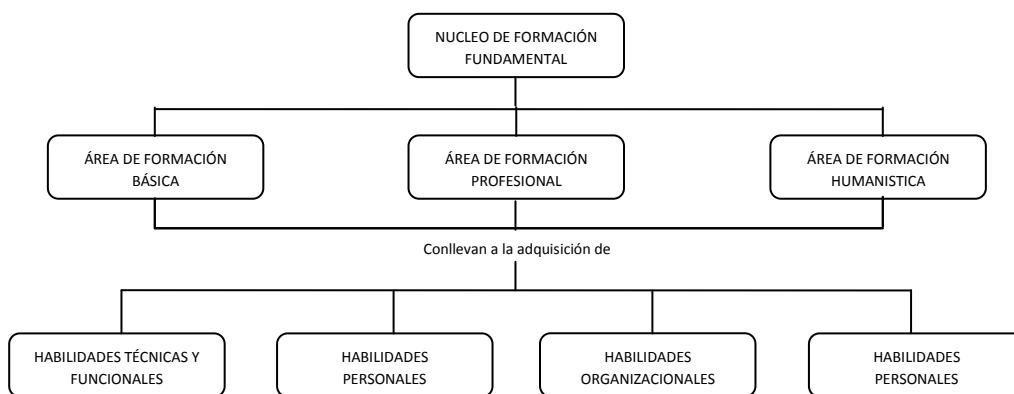 NUCLEO DE FORMACIÓN
FUNDAMENTAL
ÁREA DE FORMACIÓN
BÁSICA
ÁREA DE FORMACIÓN
PROFESIONAL
ÁREA DE FORMACIÓN
HUMANISTICA
Conllevan a la adquisición de
HABILIDADES TÉCNICAS Y
FUNCIONALES
HABILIDADES
PERSONALES
HABILIDADES
ORGANIZACIONALES
HABILIDADES
PERSONALES